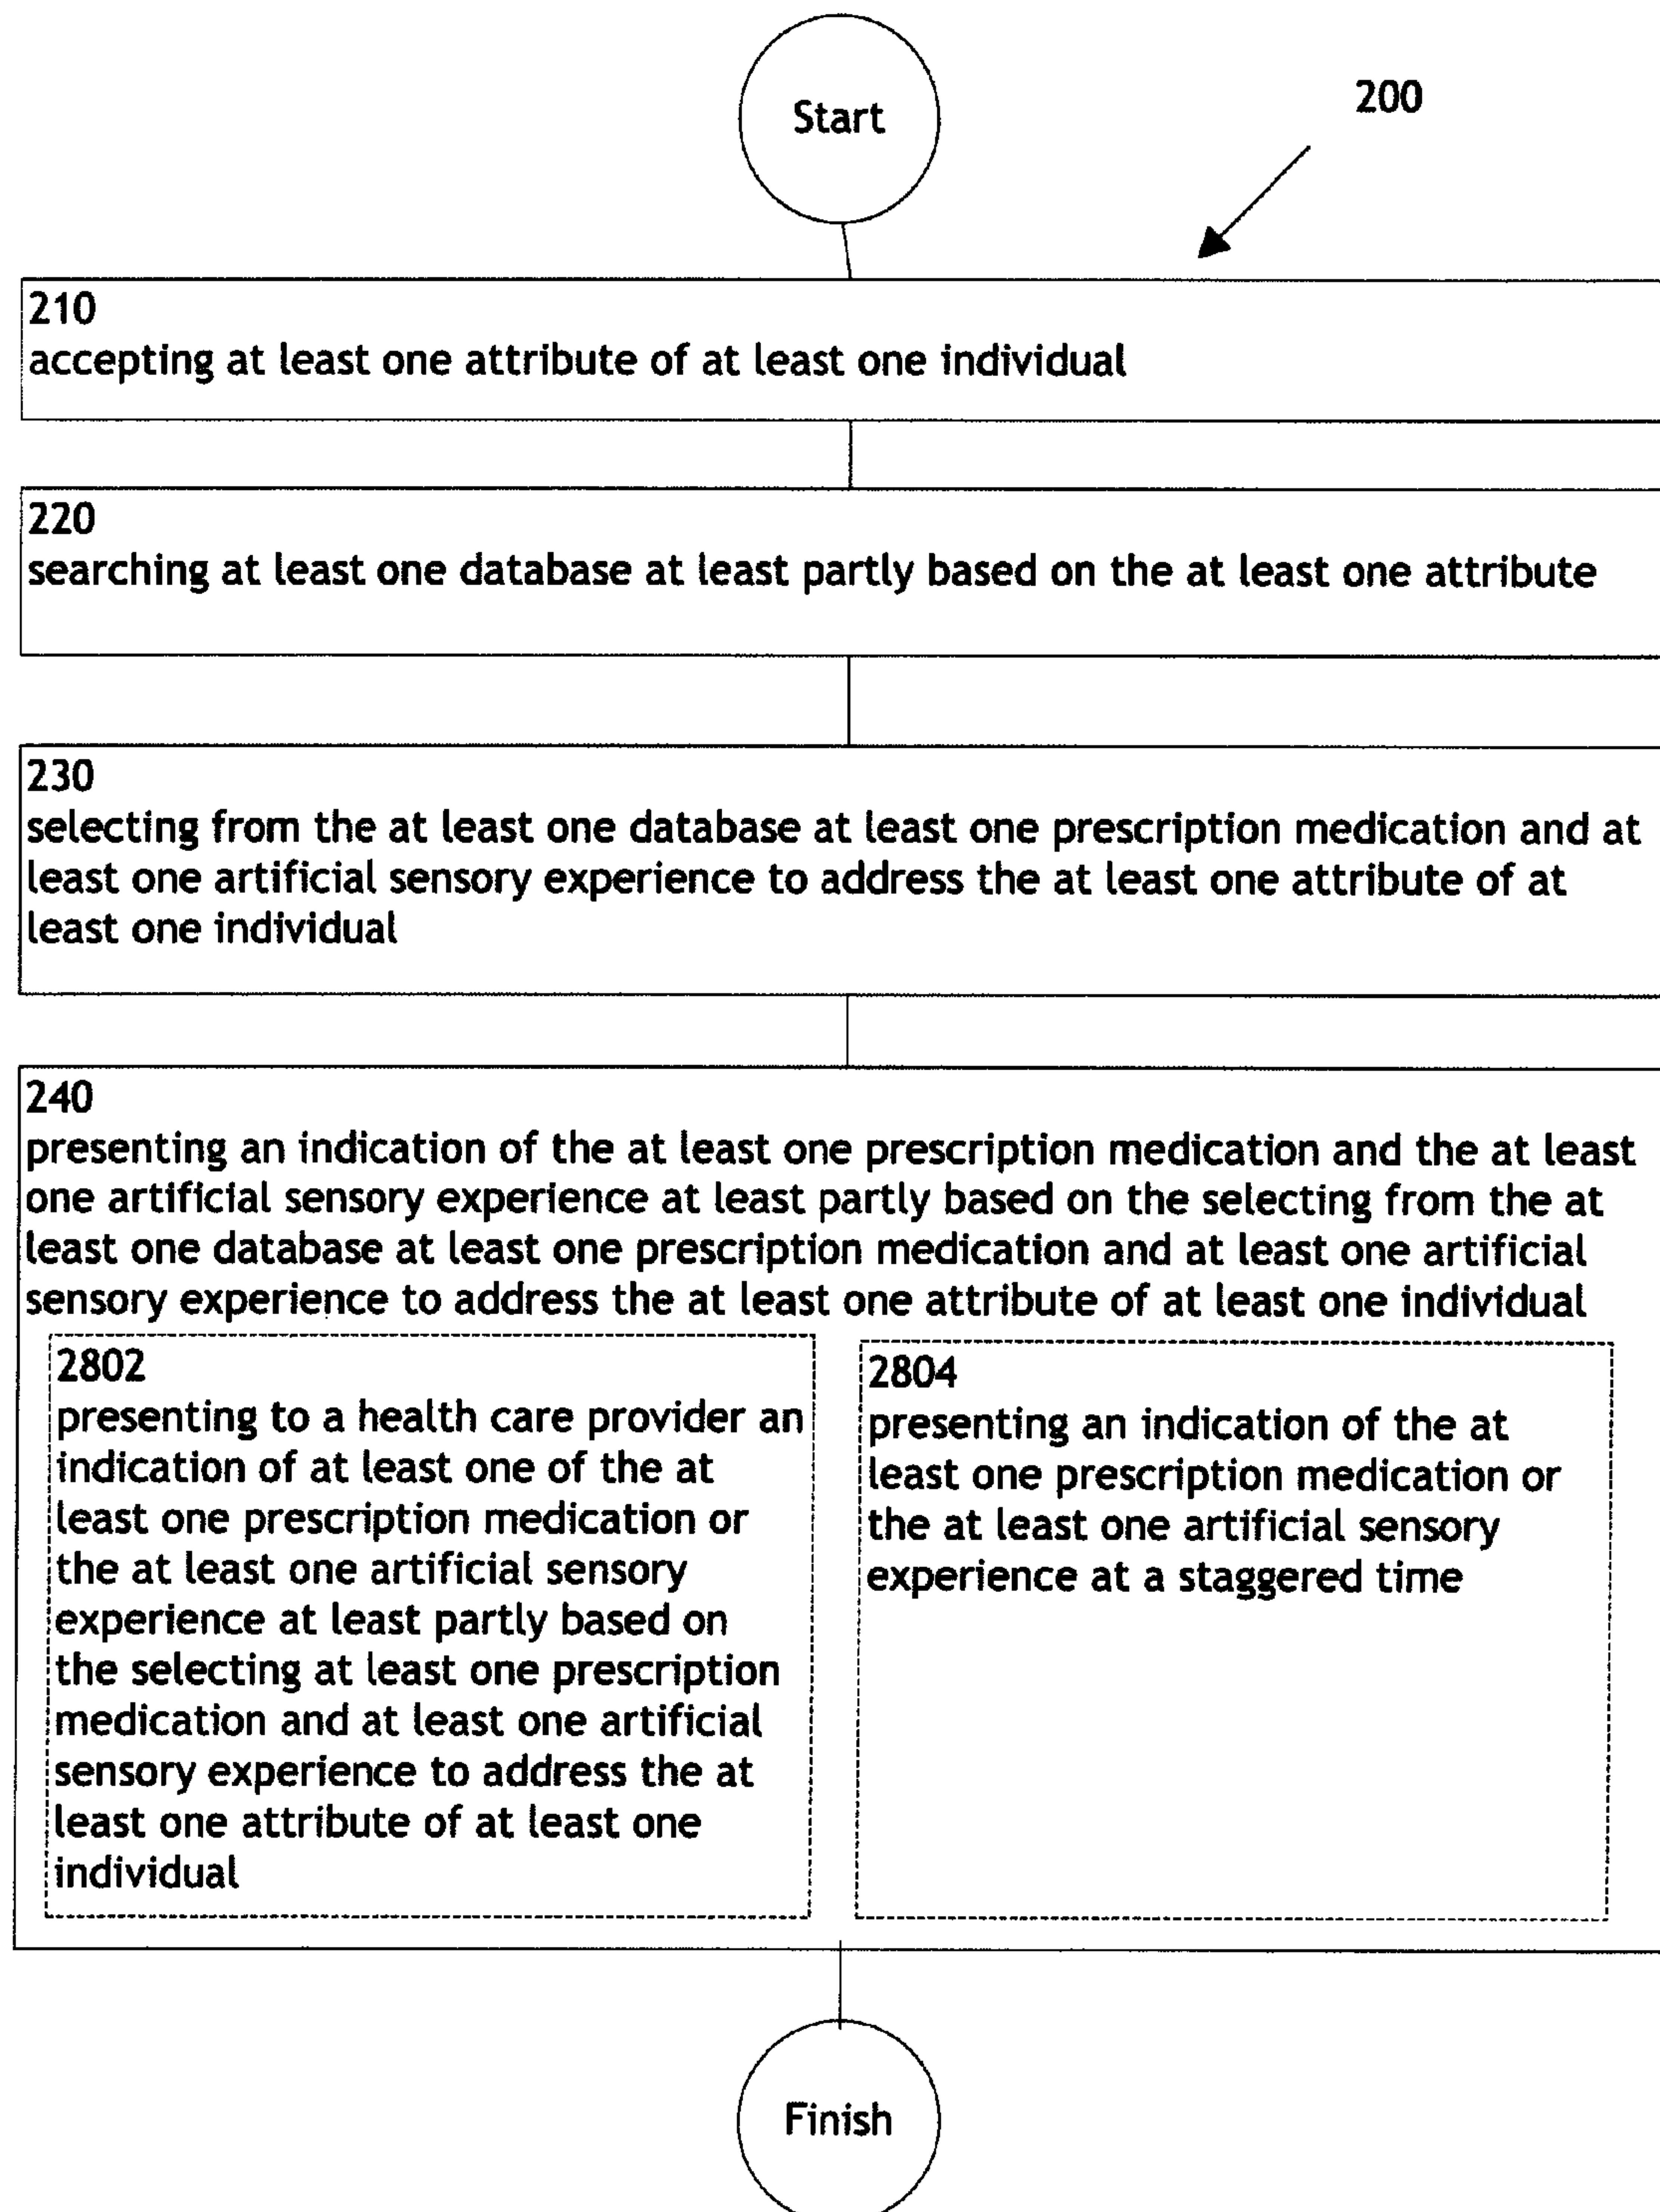 Start
200
210
accepting at least one attribute of at least one individual
220
searching at least one database at least partly based on the at least one attribute
230
selecting from the at least one database at least one prescription medication and at
least one artificial sensory experience to address the at least one attribute of at
least one individual
240
presenting an indication of the at least one prescription medication and the at least
one artificial sensory experience at least partly based on the selecting from the at
least one database at least one prescription medication and at least one artificial
sensory experience to address the at least one attribute of at least one individual
2802
presenting to a health care provider an
indication of at least one of the at
least one prescription medication or
the at least one artificial sensory
experience at least partly based on
the selecting at least one prescription
medication and at least one artificial
sensory experience to address the at
least one attribute of at least one
individual
2804
presenting an indication of the at
least one prescription medication or
the at least one artificial sensory
experience at a staggered time
Finish